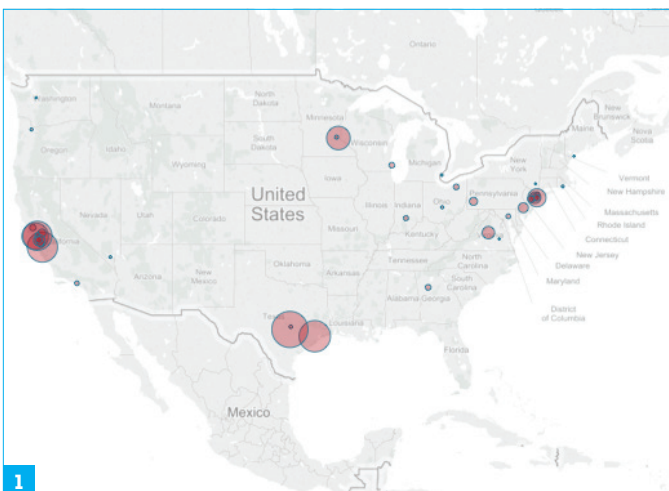 Ontario
Washington
North
Dakota
Montana
Minnesota
New
Brunswick
Maine
Nova
Scotia
Oregon
Idaho
South
Dakota
Wisconsin
Michigan
New
York
Wyoming
Iowa
Vermont
New Hampshire
Massachusetts
Rhode Island
Connecticut
New Jersey
Delaware
Maryland
District
of Columbia
Pennsylvania
Nevada
Utah
Colorado
United
States
Illinois
Indiana
Ohio
Missouri
Kentucky
California
Arizona
New
Mexico
Oklahoma
Arkansas
Tennessee
North
Carolina
South
Carolina
Alabama
Georgia
Texas
Louisiana
Florida
Mexico
1